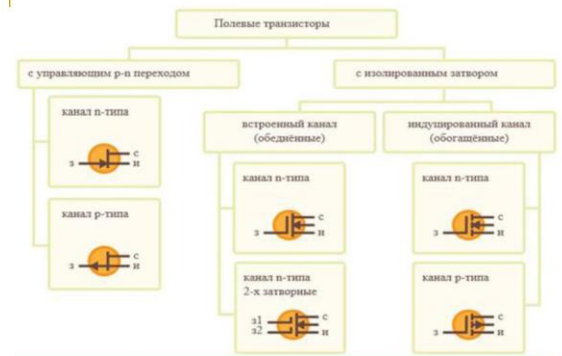 Полевые транзисторы
с управляющим p-n переходом
с изолированным затвором
канал n-типа
з
с
и
канал p-типа
з
с
и
встроенный канал
(обеднённые)
индуцированный канал
(обогащённые)
канал n-типа
з
с
и
канал n-типа
2-х затворные
з1
з2
с
и
канал n-типа
з
с
и
канал p-типа
з
с
и